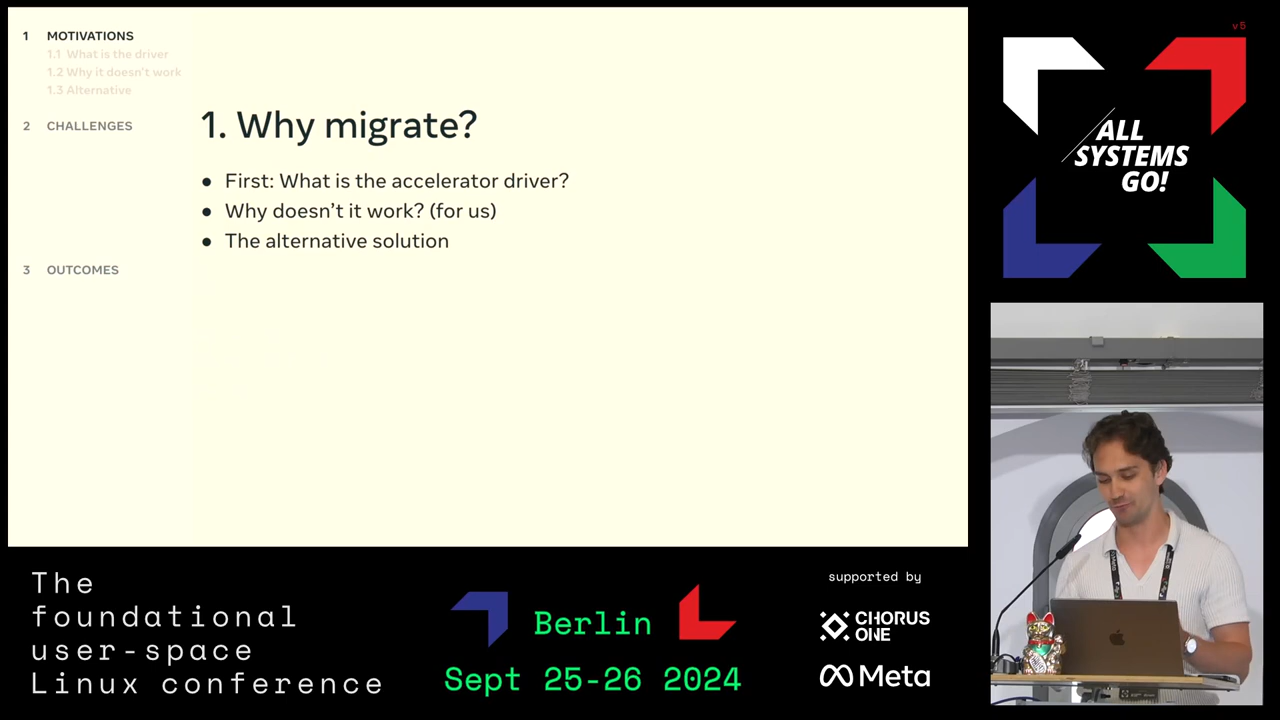 1 MOTIVATIONS
1.1 What is the driver
1.2 Why it doesn't work
1.3 Alternative
2 CHALLENGES
3 OUTCOMES
1. Why migrate?
● First: What is the accelerator driver?
● Why doesn't it work? (for us)
● The alternative solution
v5
ALL
SYSTEMS
GO!
The
foundational
user-space
Linux conference
Berlin
Sept 25-26 2024
supported by
CHORUS
ONE
Meta